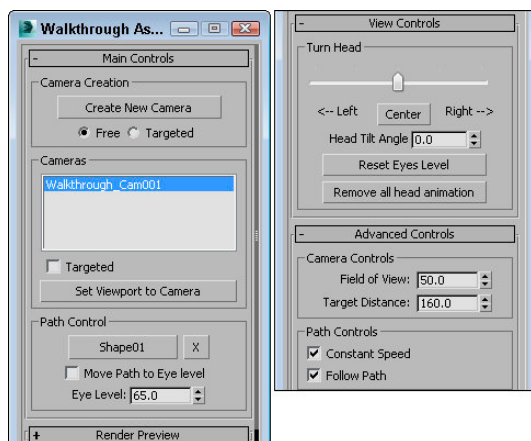 Walkthrough As...
- Main Controls
Camera Creation
Create New Camera
Free Targeted
Cameras
Walkthrough_Cam001
Targeted
Set Viewport to Camera
Path Control
Shape01 X
Move Path to Eye level
Eye Level: 65.0
+ Render Preview
- View Controls
Turn Head
<-- Left Center Right -->
Head Tilt Angle 0.0
Reset Eyes Level
Remove all head animation
- Advanced Controls
Camera Controls
Field of View: 50.0
Target Distance: 160.0
Path Controls
Constant Speed
Follow Path